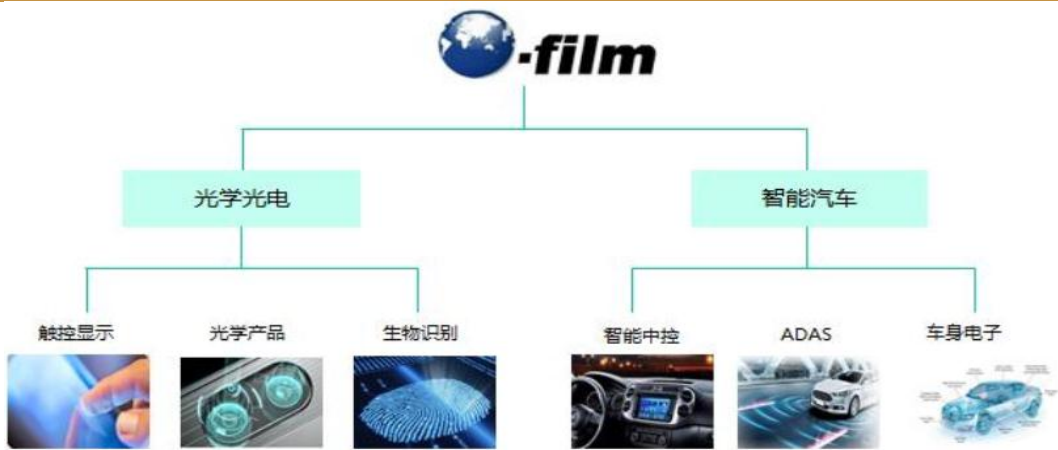 -film
光学光电
智能汽车
触控显示
光学产品
生物识别
智能中控
ADAS
车身电子